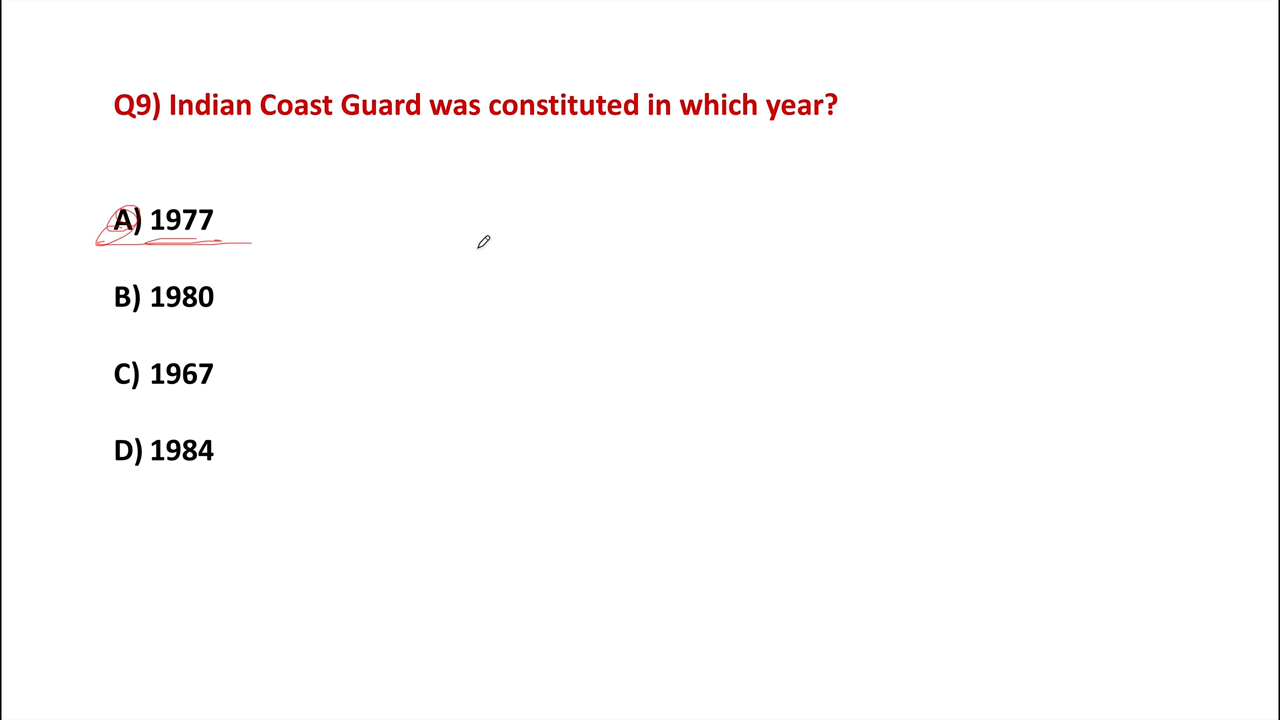 Q9) Indian Coast Guard was constituted in which year?
A) 1977
B) 1980
C) 1967
D) 1984